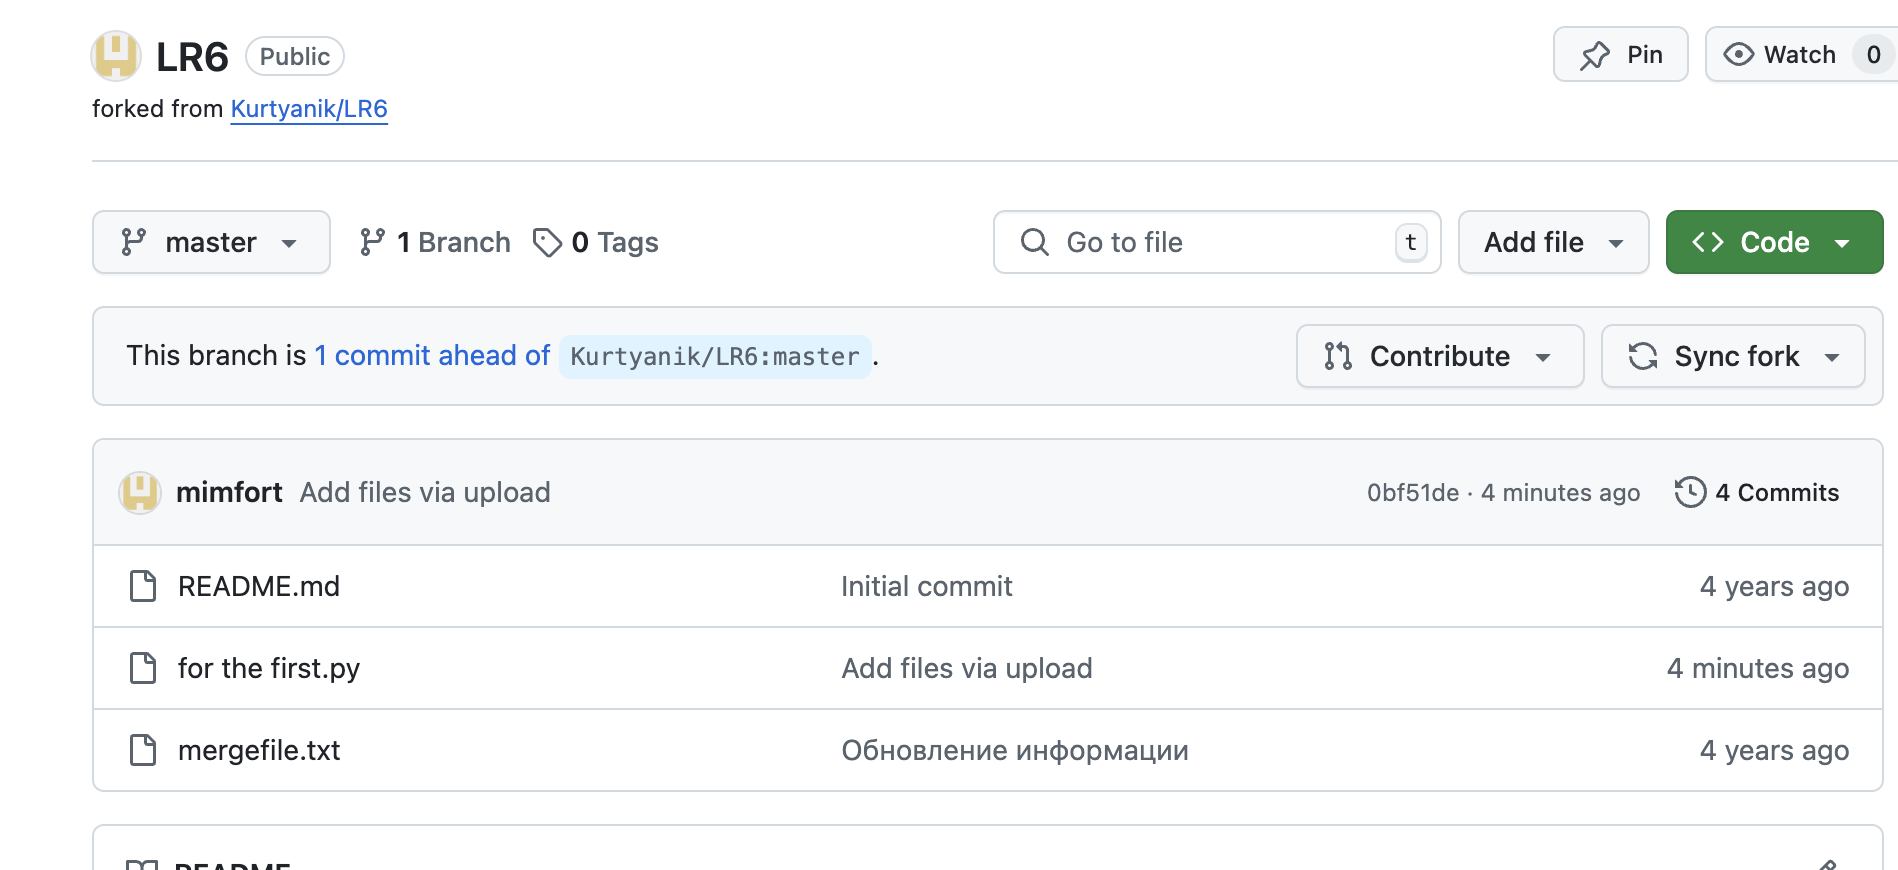 LR6 Public
Pin
Watch 0
forked from Kurtyanik/LR6
master
1 Branch
0 Tags
Go to file
t
Add file
Code
This branch is 1 commit ahead of Kurtyanik/LR6:master.
Contribute
Sync fork
mimfort Add files via upload
0bf51de · 4 minutes ago
4 Commits
README.md Initial commit 4 years ago
for the first.py Add files via upload 4 minutes ago
mergefile.txt Обновление информации 4 years ago
README